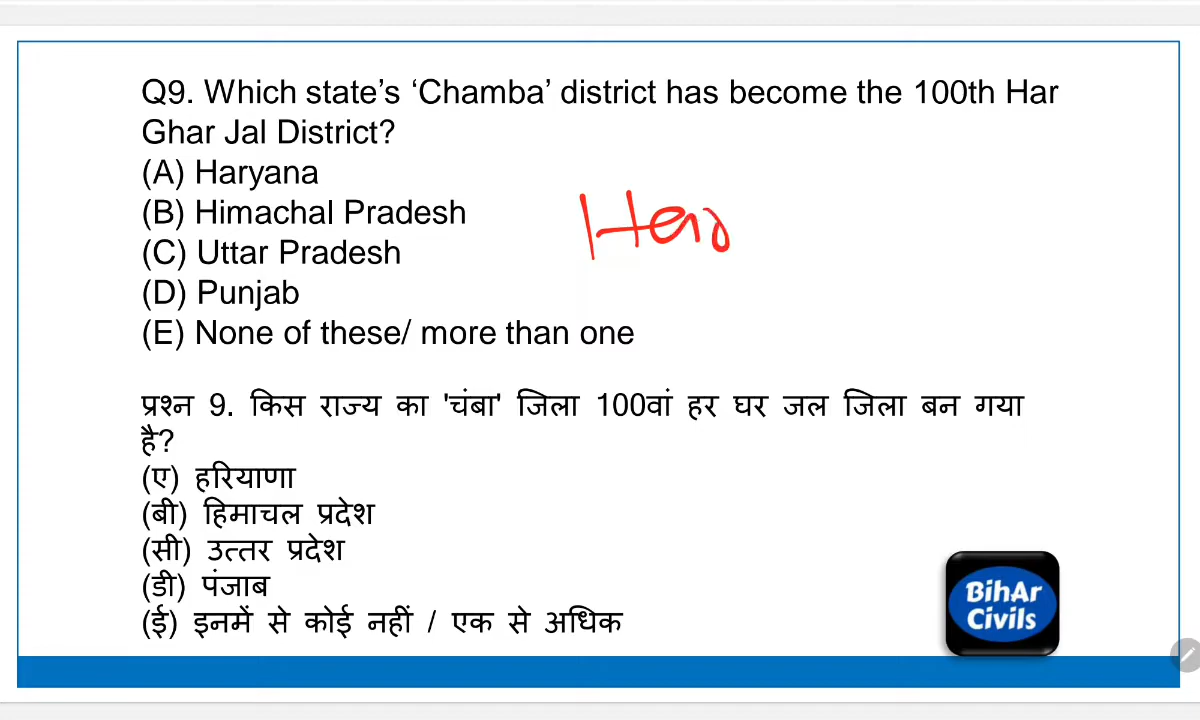 Q9. Which state’s ‘Chamba’ district has become the 100th Har
Ghar Jal District?
(A) Haryana
(B) Himachal Pradesh
(C) Uttar Pradesh
(D) Punjab
(E) None of these/ more than one
प्रश्न 9. किस राज्य का 'चंबा' जिला 100वां हर घर जल जिला बन गया
है?
(ए) हरियाणा
(बी) हिमाचल प्रदेश
(सी) उत्तर प्रदेश
(डी) पंजाब
(ई) इनमें से कोई नहीं / एक से अधिक
BihAr
Civils